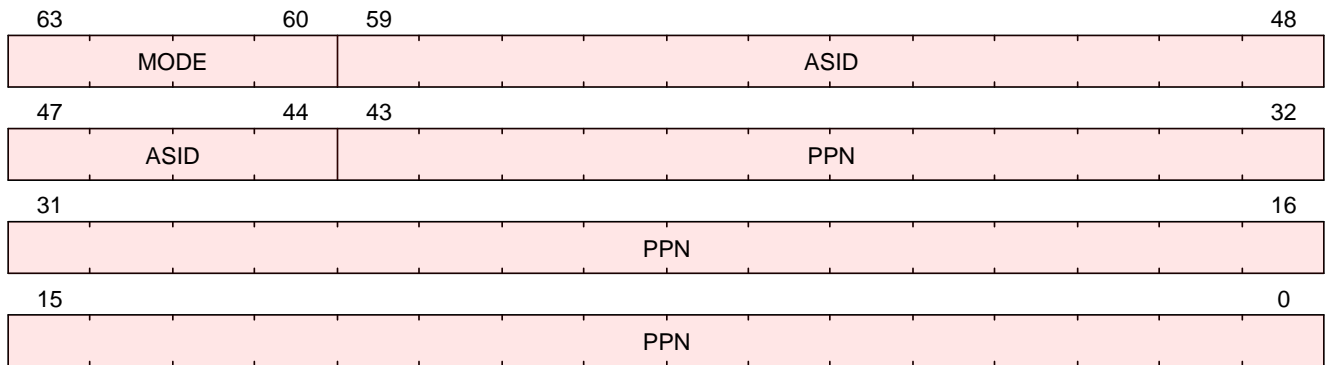 63 60 59 48
MODE ASID
47 44 43 32
ASID PPN
31 16
PPN
15 0
PPN